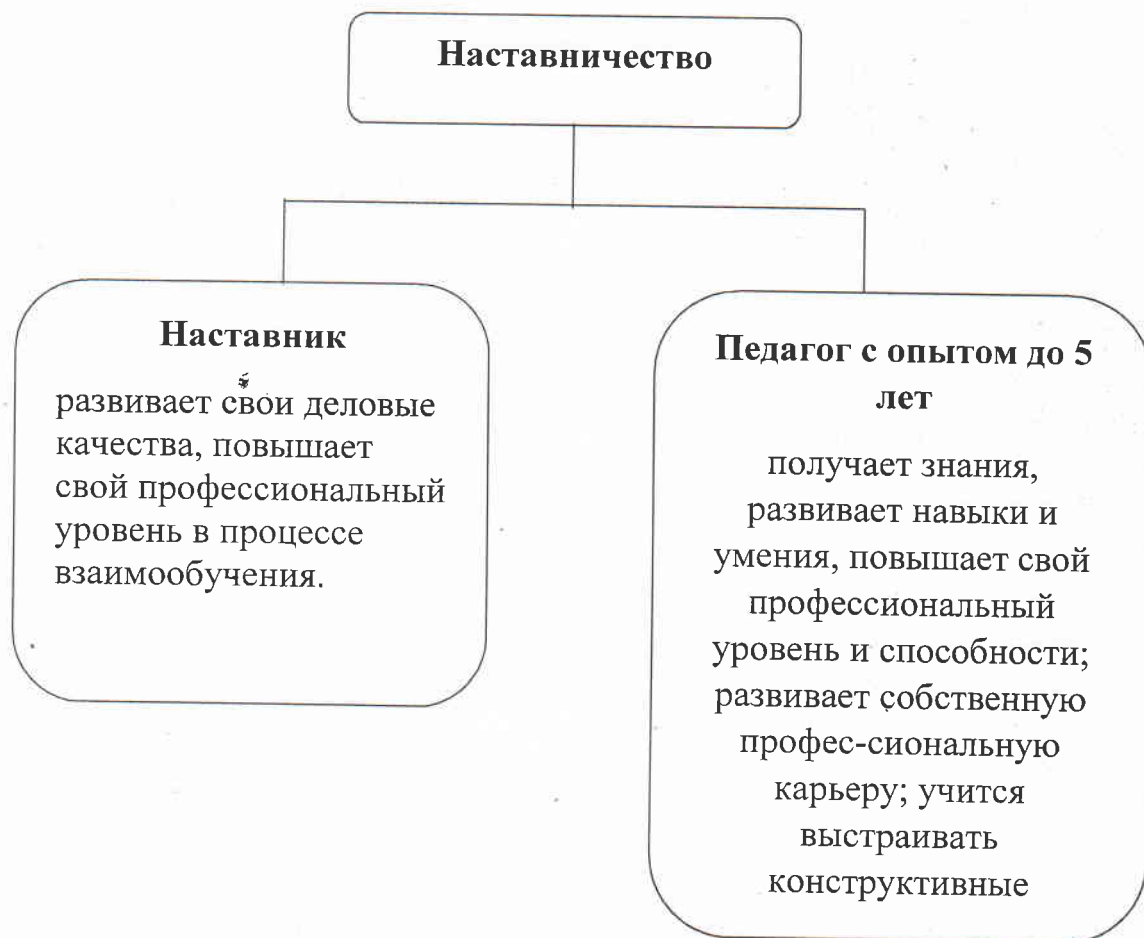 Наставничество
Наставник
развивает свои деловые
качества, повышает
свой профессиональный
уровень в процессе
взаимообучения.
Педагог с опытом до 5
лет
получает знания,
развивает навыки и
умения, повышает свой
профессиональный
уровень и способности;
развивает собственную
профес-сиональную
карьеру; учится
выстраивать
конструктивные